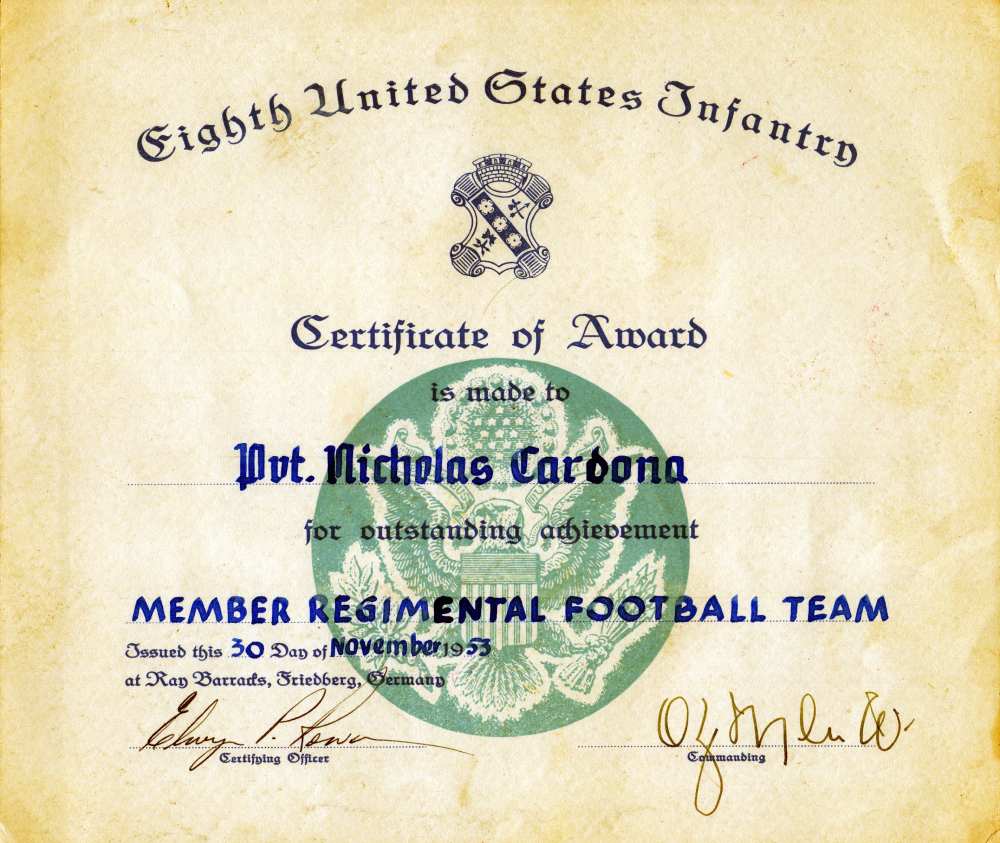 Eighth United States Infantry
Certificate of Award
is made to
Pvt. Nicholas Cardona
for outstanding achievement
MEMBER REGIMENTAL FOOTBALL TEAM
Issued this 30 Day of November 1953
at Ray Barracks, Friedberg, Germany
Certifying Officer
Commanding